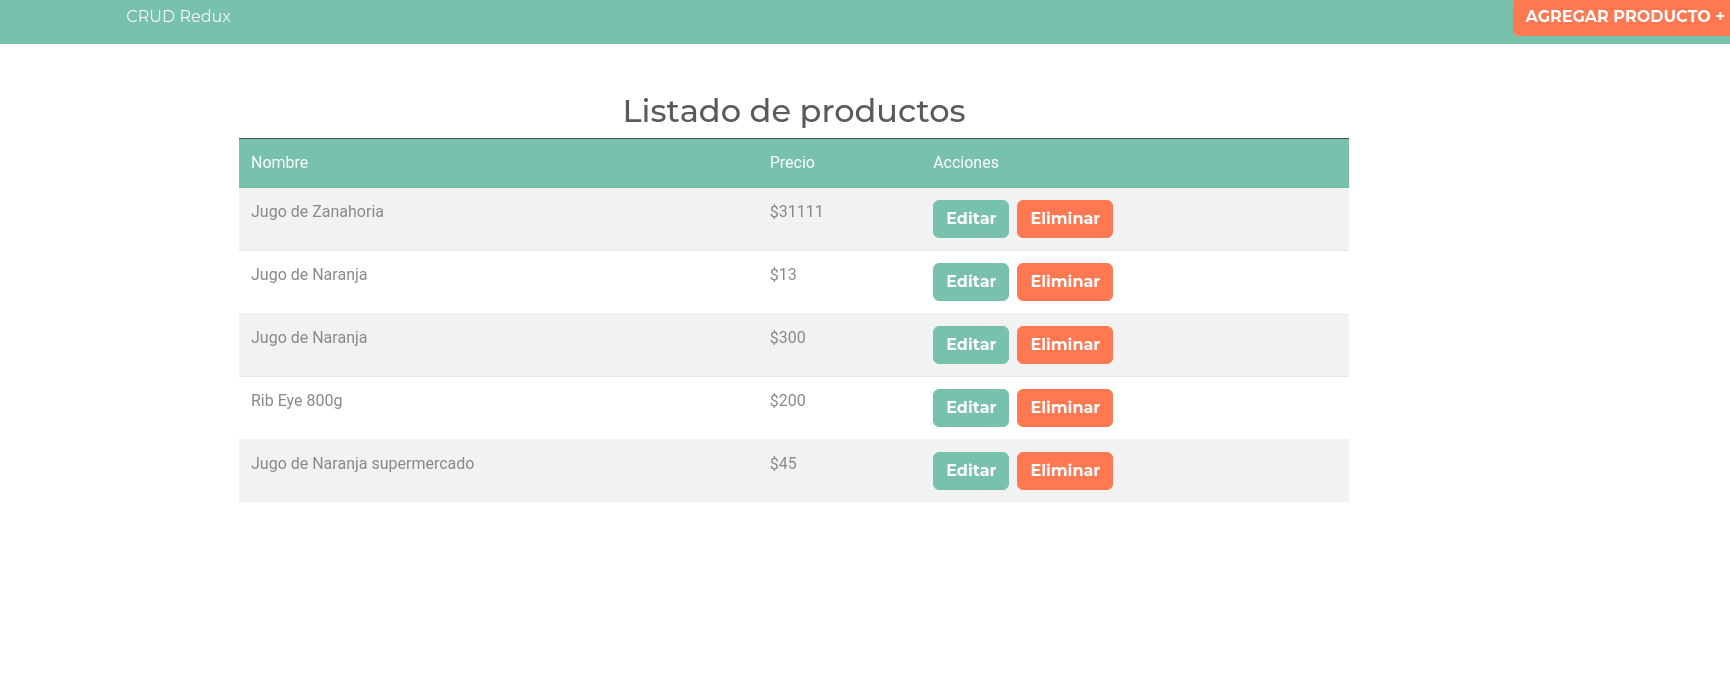 CRUD Redux AGREGAR PRODUCTO +
Listado de productos
Nombre Precio Acciones
Jugo de Zanahoria $31111 Editar Eliminar
Jugo de Naranja $13 Editar Eliminar
Jugo de Naranja $300 Editar Eliminar
Rib Eye 800g $200 Editar Eliminar
Jugo de Naranja supermercado $45 Editar Eliminar